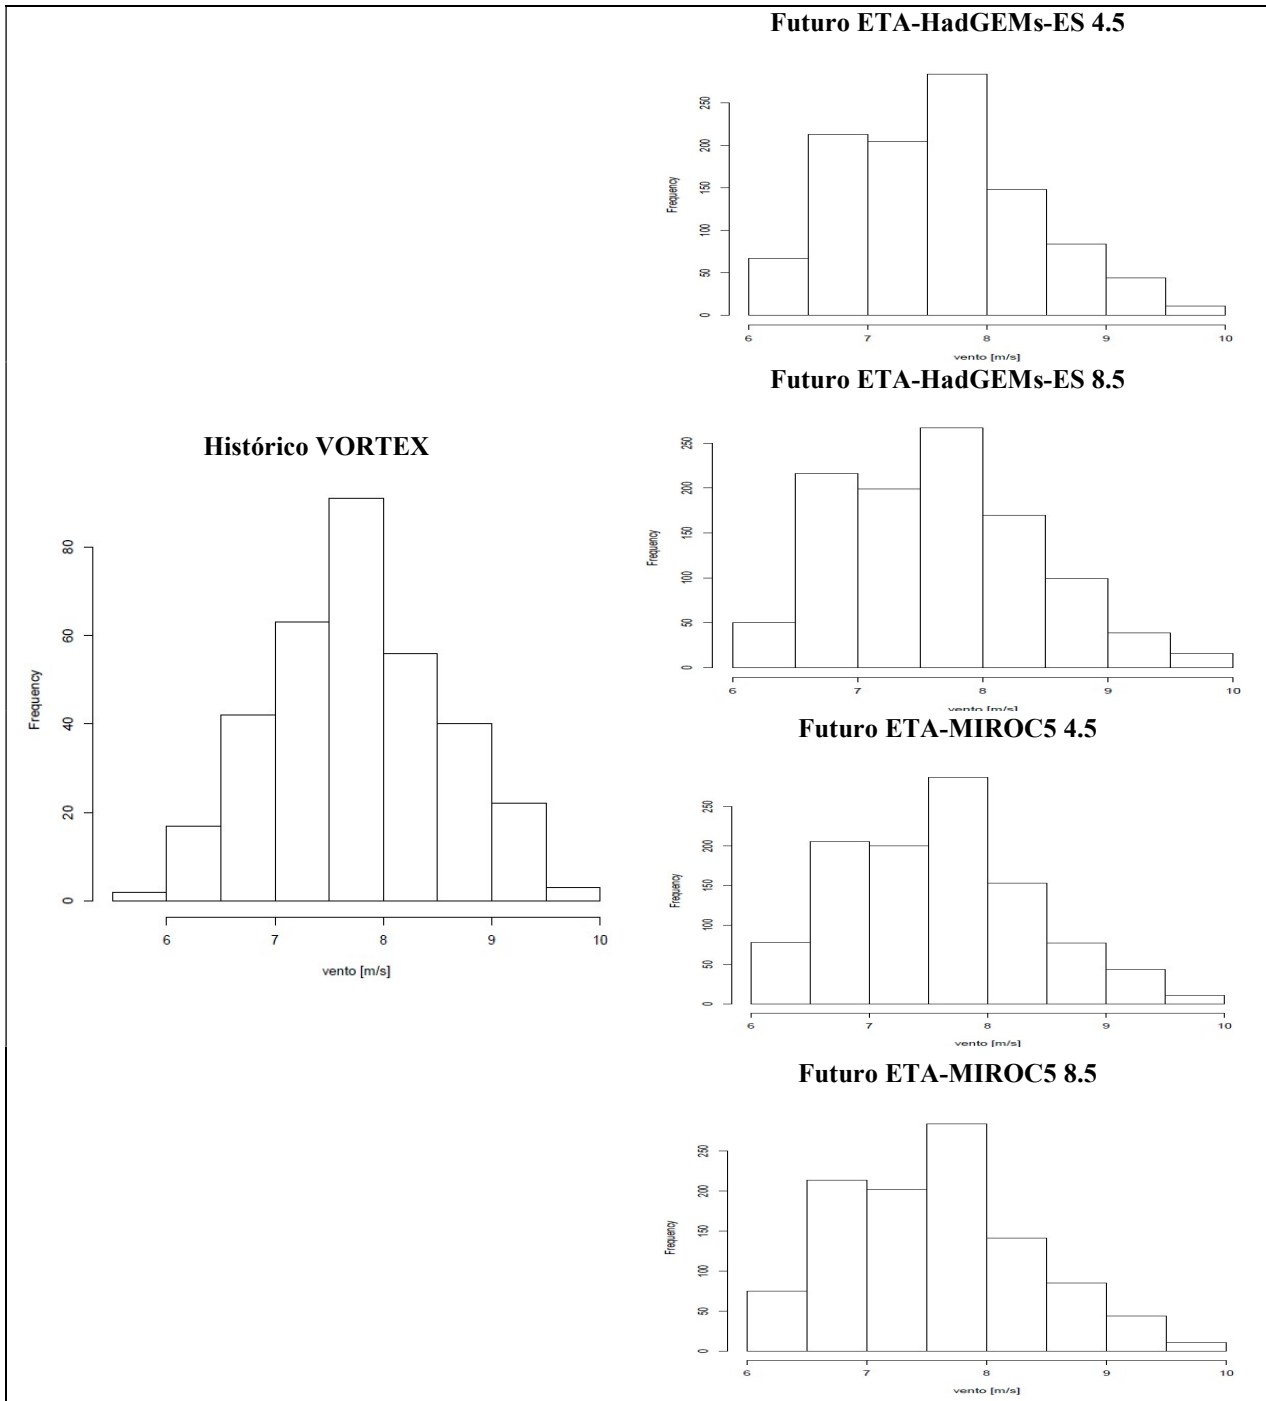 Histórico VORTEX
Frequency
80
60
40
20
0
6 7 8 9 10
vento [m/s]
Futuro ETA-HadGEMs-ES 4.5
Frequency
250
200
150
100
50
0
6 7 8 9 10
vento [m/s]
Futuro ETA-HadGEMs-ES 8.5
Frequency
250
200
150
100
50
0
6 7 8 9 10
vento [m/s]
Futuro ETA-MIROC5 4.5
Frequency
250
200
150
100
50
0
6 7 8 9 10
vento [m/s]
Futuro ETA-MIROC5 8.5
Frequency
250
200
150
100
50
0
6 7 8 9 10
vento [m/s]